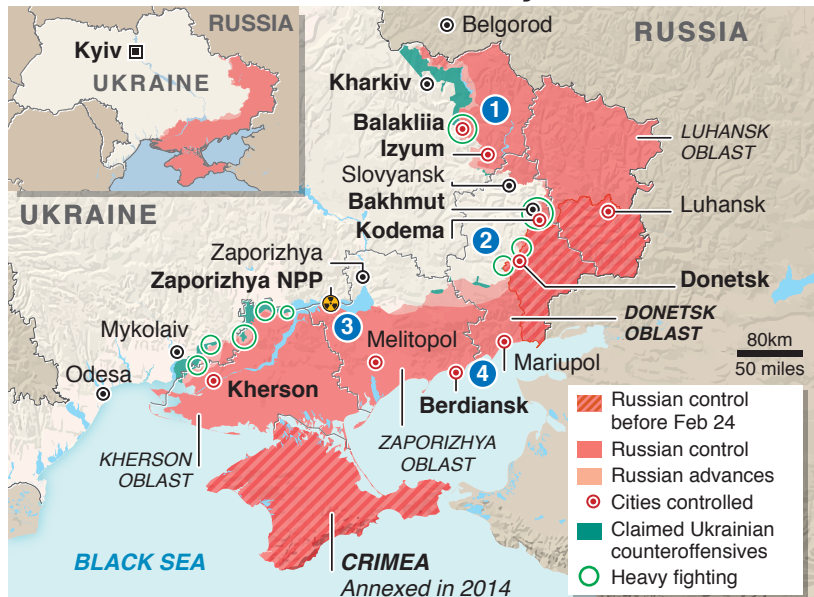 RUSSIA
Kyiv
UKRAINE
Belgorod
RUSSIA
Kharkiv
1
Balakliia
Izyum
LUHANSK
OBLAST
Slovyansk
UKRAINE
Bakhmut
Luhansk
Kodema
2
Zaporizhya
Zaporizhya NPP
Donetsk
3
DONETSK
OBLAST
Mykolaiv
Melitopol
Mariupol
80km
50 miles
Odesa
4
Kherson
Berdiansk
KHERSON
OBLAST
ZAPORIZHYA
OBLAST
BLACK SEA
CRIMEA
Annexed in 2014
Russian control
before Feb 24
Russian control
Russian advances
Cities controlled
Claimed Ukrainian
counteroffensives
Heavy fighting